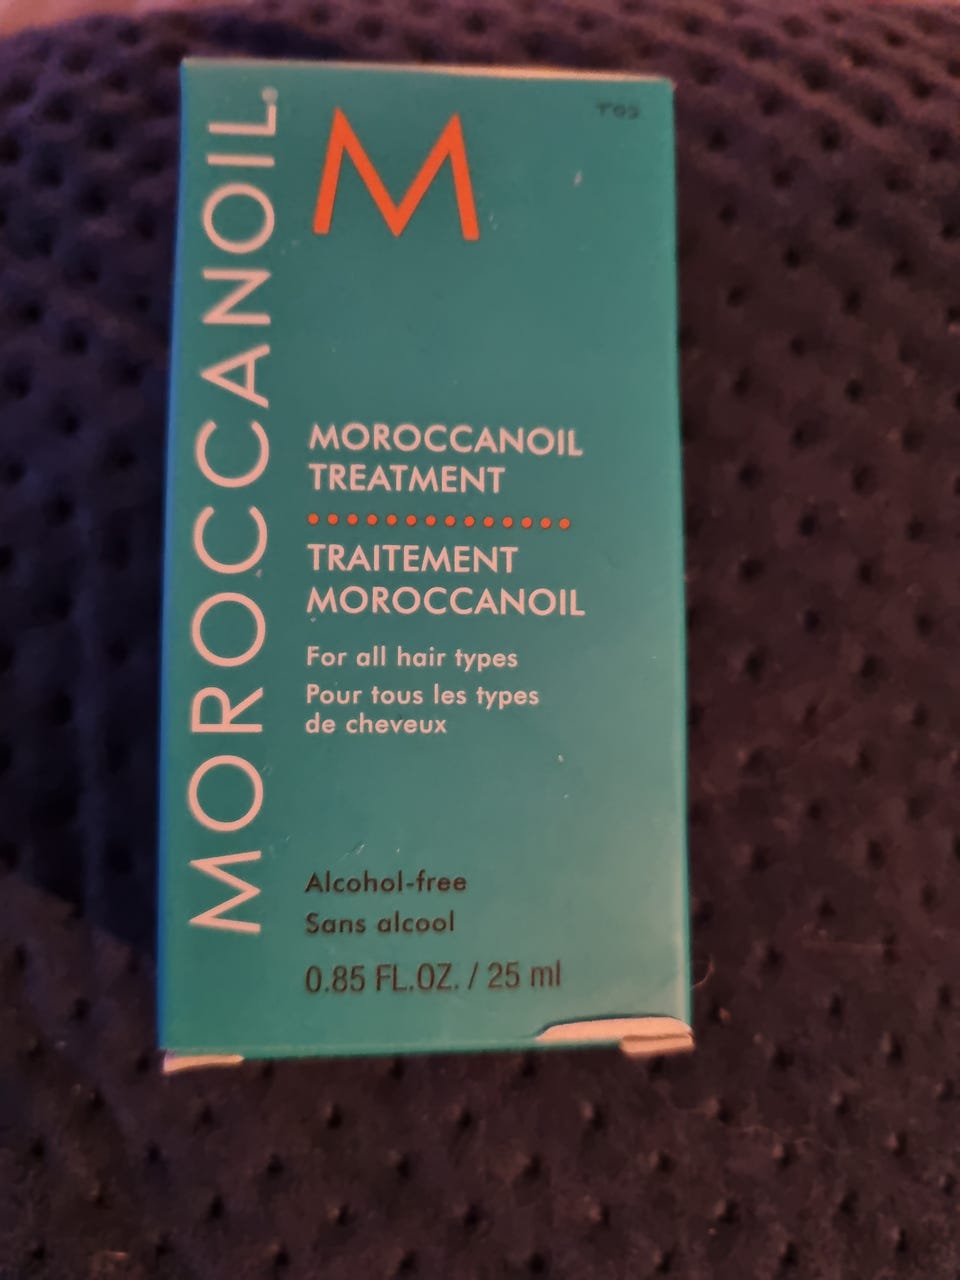 MOROCCANOIL®
M
MOROCCANOIL
TREATMENT
TRAITEMENT
MOROCCANOIL
For all hair types
Pour tous les types
de cheveux
Alcohol-free
Sans alcool
0.85 FL.OZ. / 25 ml